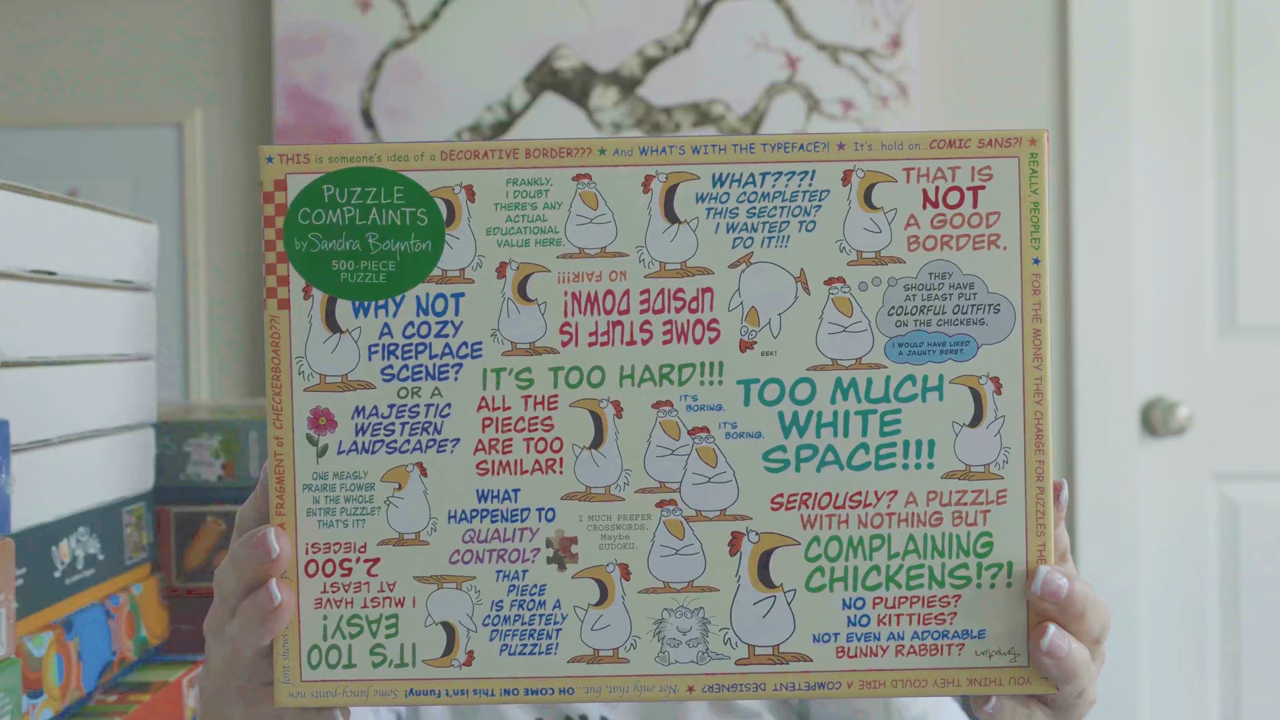 ★ THIS is someone's idea of a DECORATIVE BORDER??? ★ And WHAT'S WITH THE TYPEFACE?! ★ It's...hold on... COMIC SANS?! ★
REALLY, PEOPLE? ★ FOR THE MONEY THEY CHARGE FOR PUZZLES THE
YOU THINK THEY COULD HIRE A COMPETENT DESIGNER? ★ "Not only that, but... OH COME ON! This isn't funny! Some fancy-pants new
A FRAGMENT of CHECKERBOARD??!
PUZZLE
COMPLAINTS
by Sandra Boynton
500-PIECE
PUZZLE
FRANKLY,
I DOUBT
THERE'S ANY
ACTUAL
EDUCATIONAL
VALUE HERE.
WHAT???!
WHO COMPLETED
THIS SECTION?
I WANTED TO
DO IT!!!
THAT IS
NOT
A GOOD
BORDER.
SOME STUFF IS
UPSIDE DOWN!
NO FAIR!!!
EEK!
THEY
SHOULD HAVE
AT LEAST PUT
COLORFUL OUTFITS
ON THE CHICKENS.
I WOULD HAVE LIKED
A JAUNTY BERET.
WHY NOT
A COZY
FIREPLACE
SCENE?
OR A
MAJESTIC
WESTERN
LANDSCAPE?
IT'S TOO HARD!!!
ALL THE
PIECES
ARE TOO
SIMILAR!
IT'S
BORING.
IT'S
BORING.
TOO MUCH
WHITE
SPACE!!!
ONE MEASLY
PRAIRIE FLOWER
IN THE WHOLE
ENTIRE PUZZLE?
THAT'S IT?
WHAT
HAPPENED TO
QUALITY
CONTROL?
I MUCH PREFER
CROSSWORDS.
Maybe
SUDOKU.
SERIOUSLY? A PUZZLE
WITH NOTHING BUT
COMPLAINING
CHICKENS!?!
NO PUPPIES?
NO KITTIES?
NOT EVEN AN ADORABLE
BUNNY RABBIT?
IT'S TOO
EASY!
I MUST HAVE
AT LEAST
2,500
PIECES!
THAT
PIECE
IS FROM A
COMPLETELY
DIFFERENT
PUZZLE!